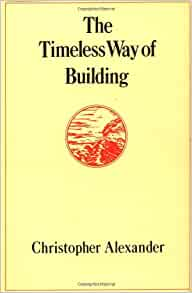 The
Timeless Way of
Building
Christopher Alexander